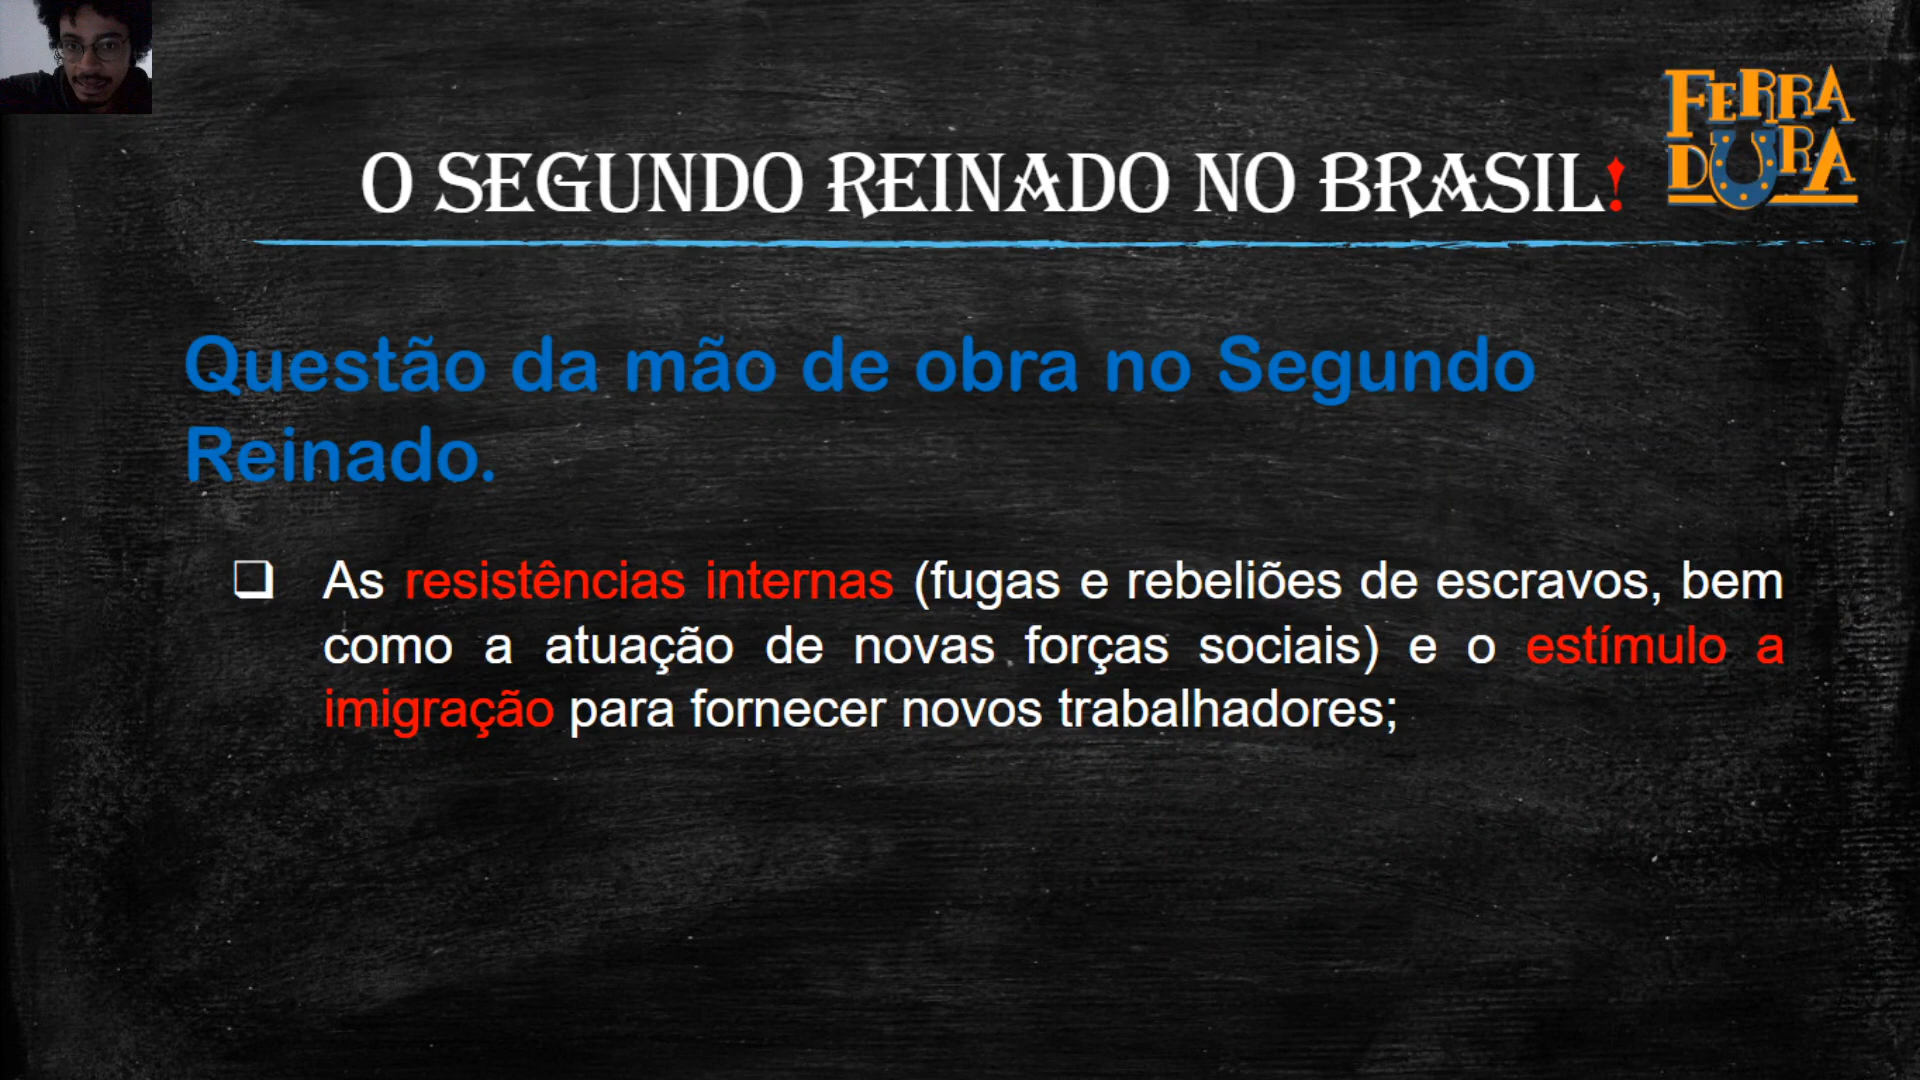 FERRA
DURA
O SEGUNDO REINADO NO BRASIL!
Questão da mão de obra no Segundo
Reinado.
As resistências internas (fugas e rebeliões de escravos, bem
como a atuação de novas forças sociais) e o estímulo a
imigração para fornecer novos trabalhadores;